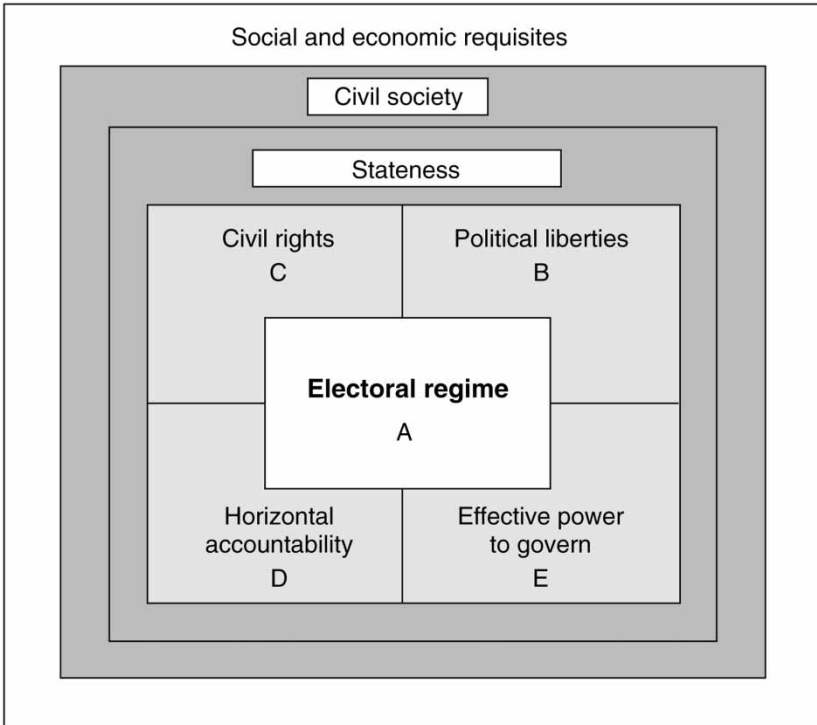 Social and economic requisites
Civil society
Stateness
Civil rights
C
Political liberties
B
Electoral regime
A
Horizontal
accountability
D
Effective power
to govern
E